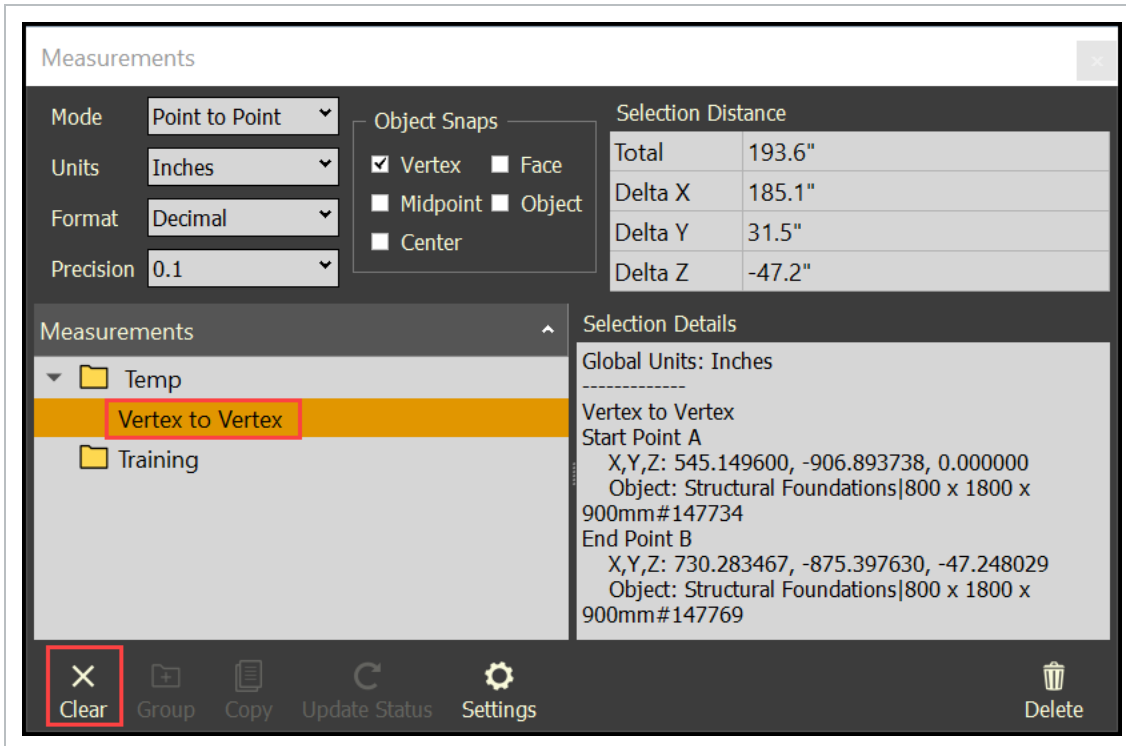 Measurements
Mode Point to Point
Units Inches
Format Decimal
Precision 0.1
Object Snaps
Vertex Face
Midpoint Object
Center
Selection Distance
Total 193.6"
Delta X 185.1"
Delta Y 31.5"
Delta Z -47.2"
Measurements
Temp
Vertex to Vertex
Training
Selection Details
Global Units: Inches
-------------
Vertex to Vertex
Start Point A
X,Y,Z: 545.149600, -906.893738, 0.000000
Object: Structural Foundations|800 x 1800 x
900mm#147734
End Point B
X,Y,Z: 730.283467, -875.397630, -47.248029
Object: Structural Foundations|800 x 1800 x
900mm#147769
Clear Group Copy Update Status Settings Delete